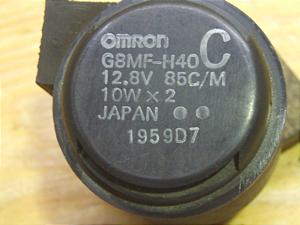 OMRON
G8MF-H40 C
12.8V 85C/M
10W×2
JAPAN
1959D7